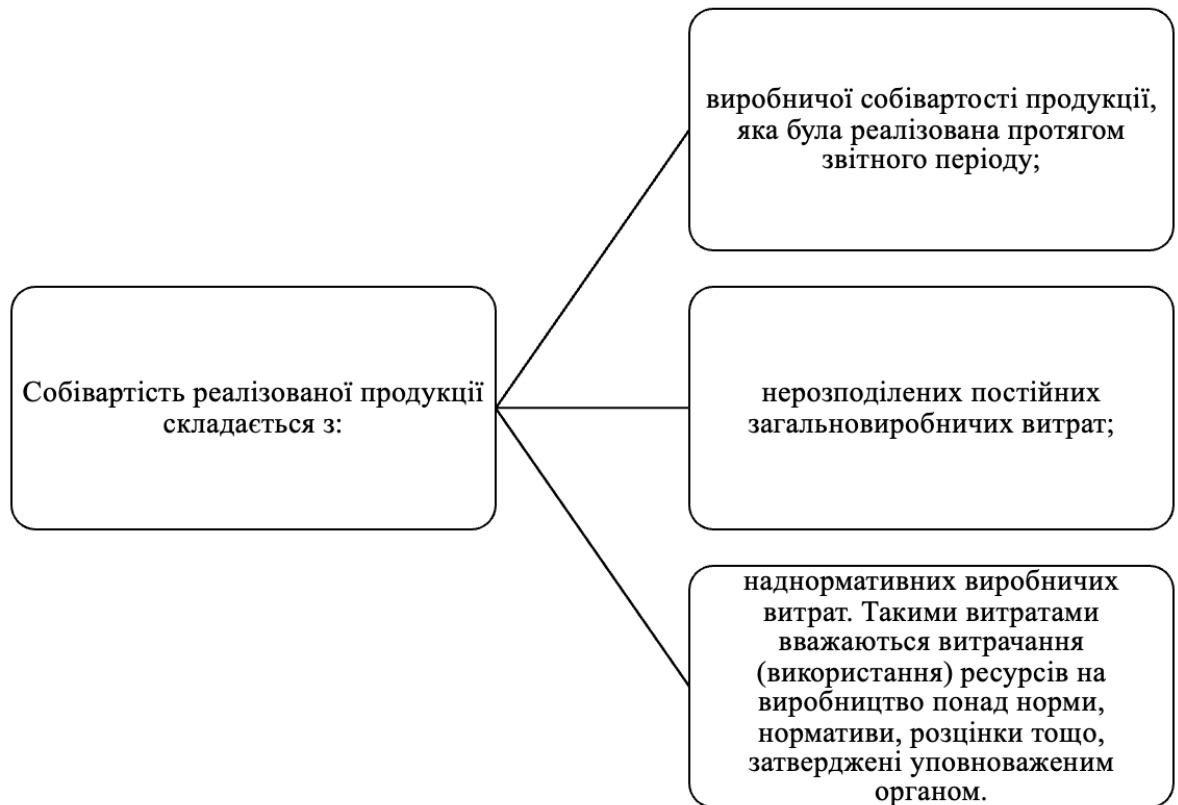 Собівартість реалізованої продукції
складається з:
виробничої собівартості продукції,
яка була реалізована протягом
звітного періоду;
нерозподілених постійних
загальновиробничих витрат;
наднормативних виробничих
витрат. Такими витратами
вважаються витрачання
(використання) ресурсів на
виробництво понад норми,
нормативи, розцінки тощо,
затверджені уповноваженим
органом.